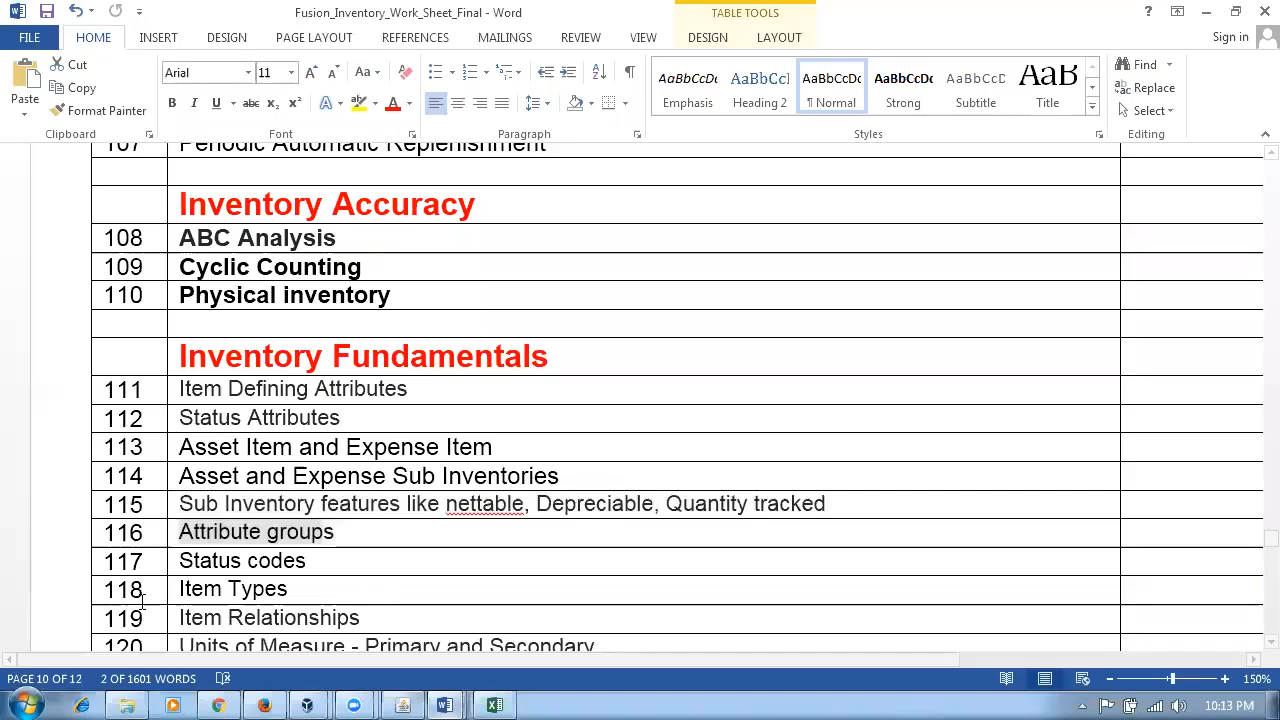 Fusion_Inventory_Work_Sheet_Final - Word
TABLE TOOLS
FILE HOME INSERT DESIGN PAGE LAYOUT REFERENCES MAILINGS REVIEW VIEW DESIGN LAYOUT Sign in
Cut
Copy
Format Painter
Paste
Arial 11
AaBbCcDc AaBbCcI AaBbCcDc AaBbCcDc AaBbCcD AaB
Emphasis Heading 2 ¶ Normal Strong Subtitle Title
Find
Replace
Select
Clipboard Font Paragraph Styles Editing
107 Periodic Automatic Replenishment
Inventory Accuracy
108 ABC Analysis
109 Cyclic Counting
110 Physical inventory
Inventory Fundamentals
111 Item Defining Attributes
112 Status Attributes
113 Asset Item and Expense Item
114 Asset and Expense Sub Inventories
115 Sub Inventory features like nettable, Depreciable, Quantity tracked
116 Attribute groups
117 Status codes
118 Item Types
119 Item Relationships
120 Units of Measure - Primary and Secondary
PAGE 10 OF 12 2 OF 1601 WORDS 150%
10:13 PM